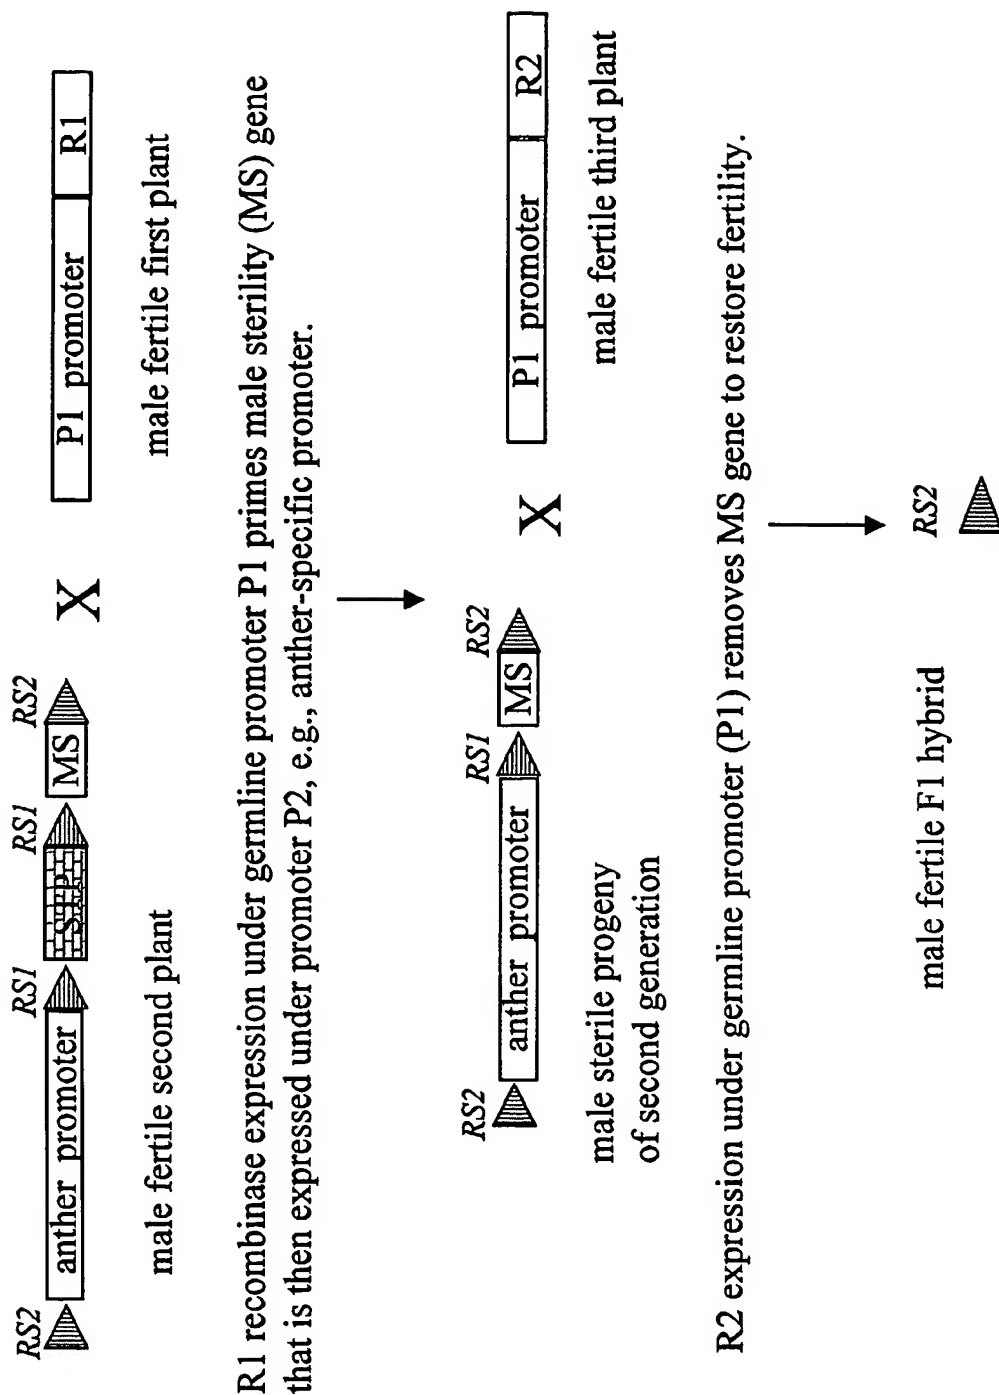 RS2 RS1 RS1 RS2
anther promoter STP MS X P1 promoter R1
male fertile second plant male fertile first plant
R1 recombinase expression under germline promoter P1 primes male sterility (MS) gene
that is then expressed under promoter P2, e.g., anther-specific promoter.
RS2 RS1 RS2
anther promoter MS X P1 promoter R2
male sterile progeny male fertile third plant
of second generation
R2 expression under germline promoter (P1) removes MS gene to restore fertility.
RS2
male fertile F1 hybrid